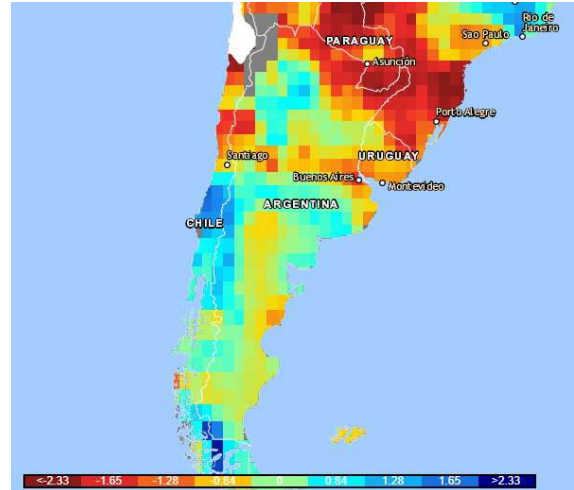 Rio de
Janeiro
Sao Paulo
PARAGUAY
Asunción
Porto Alegre
Santiago
URUGUAY
Buenos Aires
Montevideo
ARGENTINA
CHILE
<-2.33 -1.65 -1.28 -0.84 0 0.84 1.28 1.65 >2.33